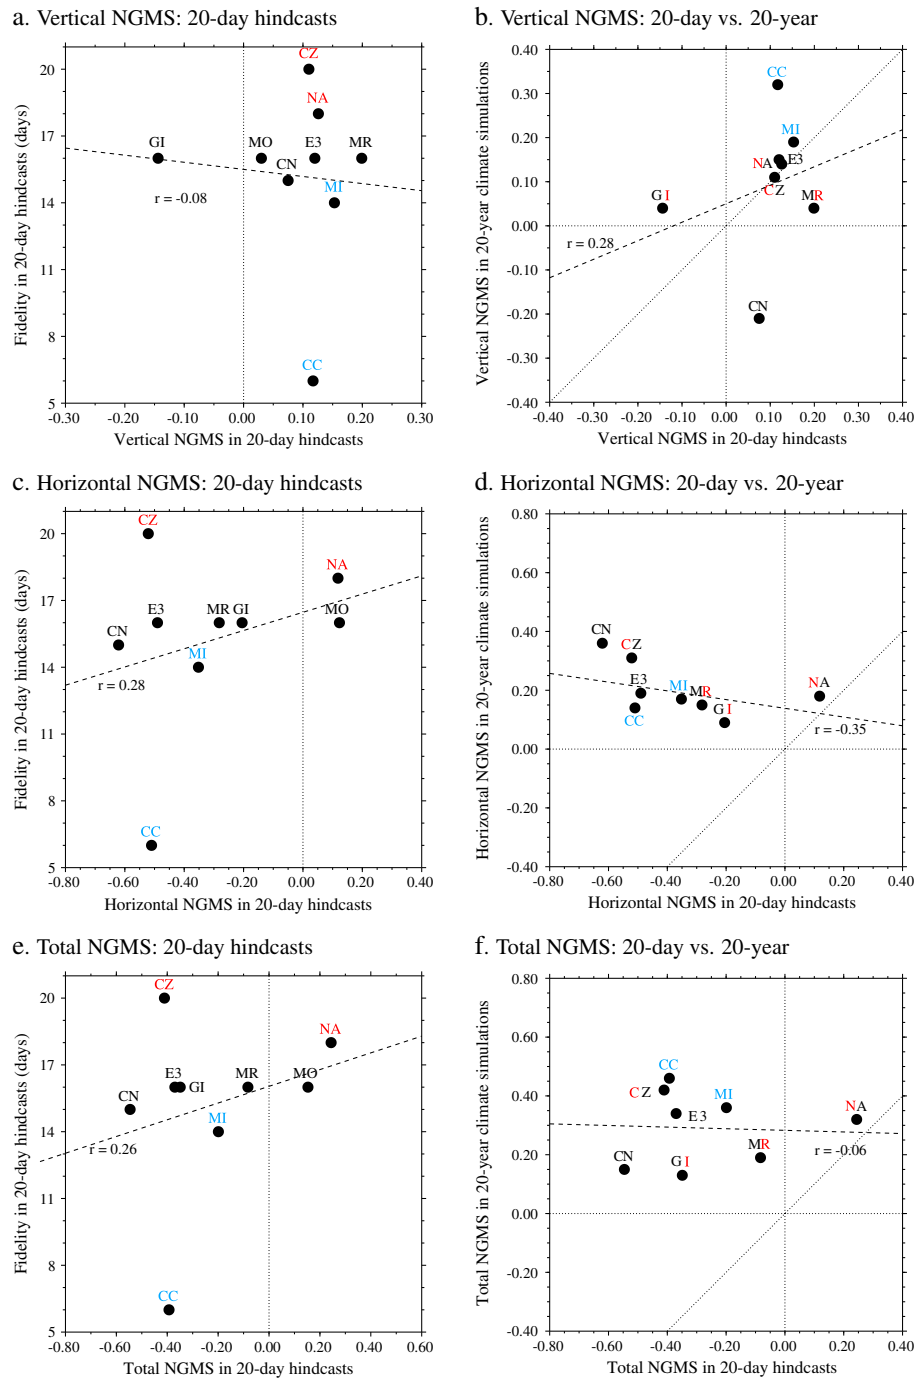 a. Vertical NGMS: 20-day hindcasts
Fidelity in 20-day hindcasts (days)
20
17
14
11
8
5
CZ
NA
GI
MO
E3
MR
CN
MI
r = -0.08
CC
-0.30
-0.20
-0.10
0.00
0.10
0.20
0.30
Vertical NGMS in 20-day hindcasts
b. Vertical NGMS: 20-day vs. 20-year
Vertical NGMS in 20-year climate simulations
0.40
0.30
0.20
0.10
0.00
-0.10
-0.20
-0.30
-0.40
CC
MI
NA
E3
CZ
GI
MR
r = 0.28
CN
-0.40
-0.20
0.00
0.20
0.40
Vertical NGMS in 20-day hindcasts
c. Horizontal NGMS: 20-day hindcasts
Fidelity in 20-day hindcasts (days)
20
17
14
11
8
5
CZ
NA
E3
MR
GI
MO
CN
MI
r = 0.28
CC
-0.80
-0.60
-0.40
-0.20
0.00
0.20
0.40
Horizontal NGMS in 20-day hindcasts
d. Horizontal NGMS: 20-day vs. 20-year
Horizontal NGMS in 20-year climate simulations
0.80
0.60
0.40
0.20
0.00
-0.20
-0.40
CN
CZ
E3
MI
MR
NA
CC
GI
r = -0.35
-0.80
-0.60
-0.40
-0.20
0.00
0.20
0.40
Horizontal NGMS in 20-day hindcasts
e. Total NGMS: 20-day hindcasts
Fidelity in 20-day hindcasts (days)
20
17
14
11
8
5
CZ
NA
E3
GI
MR
MO
CN
MI
r = 0.26
CC
-0.80
-0.60
-0.40
-0.20
0.00
0.20
0.40
0.60
Total NGMS in 20-day hindcasts
f. Total NGMS: 20-day vs. 20-year
Total NGMS in 20-year climate simulations
0.80
0.60
0.40
0.20
0.00
-0.20
-0.40
CC
CZ
MI
E3
NA
CN
GI
MR
r = -0.06
-0.80
-0.60
-0.40
-0.20
0.00
0.20
0.40
Total NGMS in 20-day hindcasts